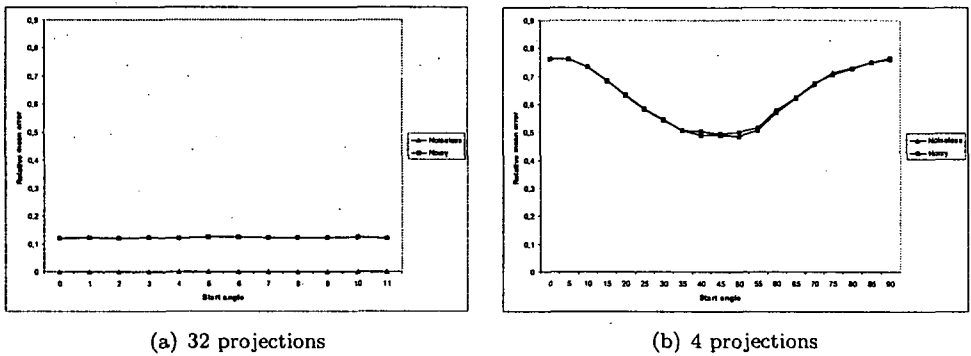 0,9
0,8
0,7
0,6
0,5
0,4
0,3
0,2
0,1
0
Relative mean error
0 1 2 3 4 5 6 7 8 9 10 11
Start angle
Noiseless
Noisy
(a) 32 projections
0,9
0,8
0,7
0,6
0,5
0,4
0,3
0,2
0,1
0
Relative mean error
0 5 10 15 20 25 30 35 40 45 50 55 60 65 70 75 80 85 90
Start angle
Noiseless
Noisy
(b) 4 projections